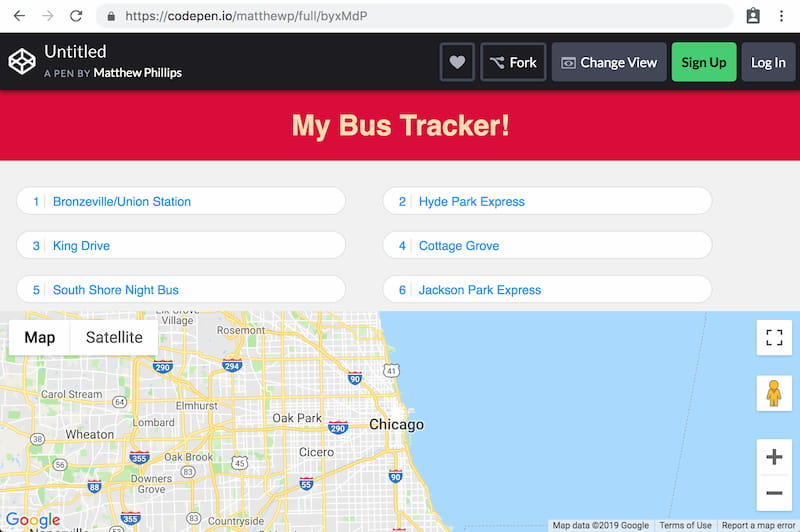 https://codepen.io/matthewp/full/byxMdP
Untitled
A PEN BY Matthew Phillips
Fork
Change View
Sign Up
Log In
My Bus Tracker!
1 Bronzeville/Union Station
2 Hyde Park Express
3 King Drive
4 Cottage Grove
5 South Shore Night Bus
6 Jackson Park Express
Map
Satellite
Elk Grove
Village
Rosemont
290
294
90
41
Carol Stream
64
Elmhurst
Oak Park
Chicago
Lombard
290
Wheaton
38
Cicero
355
Oak Brook
45
56
83
Downers
Grove
88
55
90
355
83
Countryside
Google
Map data ©2019 Google
Terms of Use
Report a map error